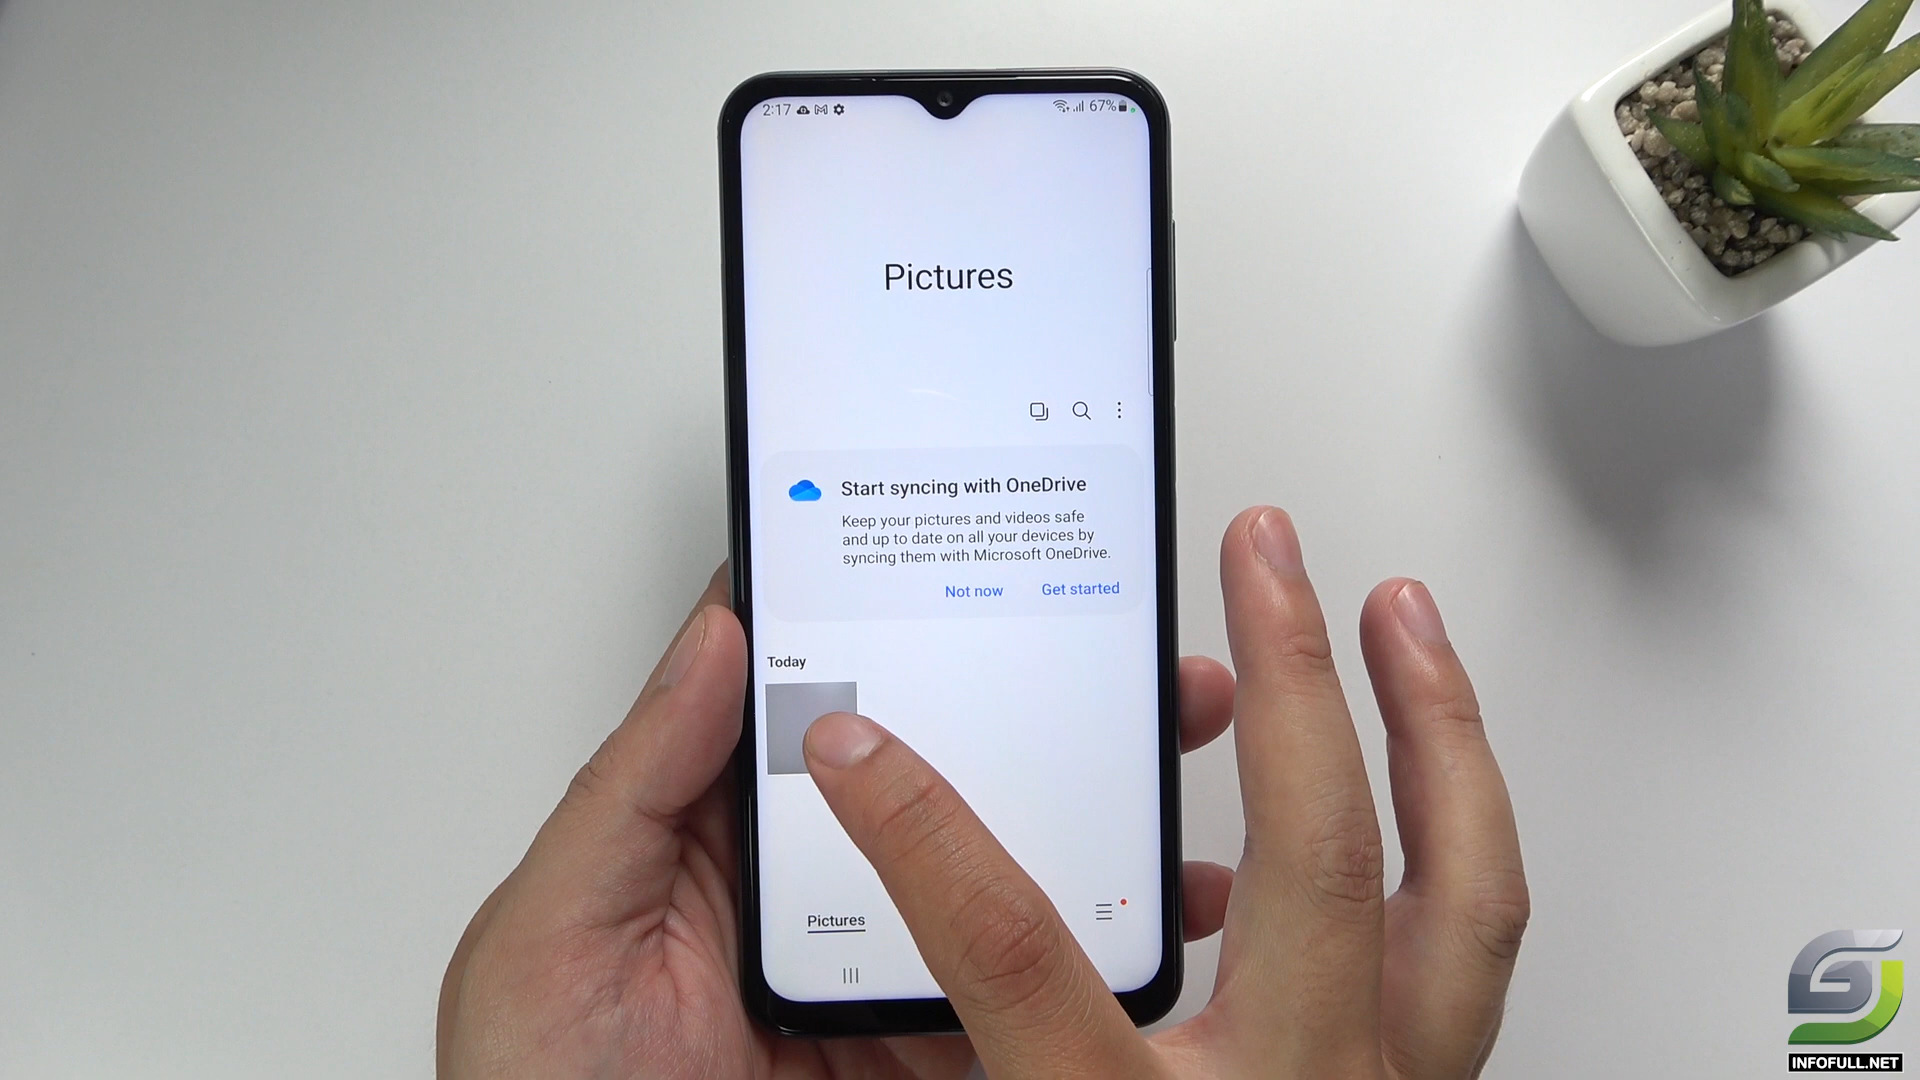 2:17
67%
Pictures
Start syncing with OneDrive
Keep your pictures and videos safe
and up to date on all your devices by
syncing them with Microsoft OneDrive.
Not now
Get started
Today
Pictures
INFOFULL.NET